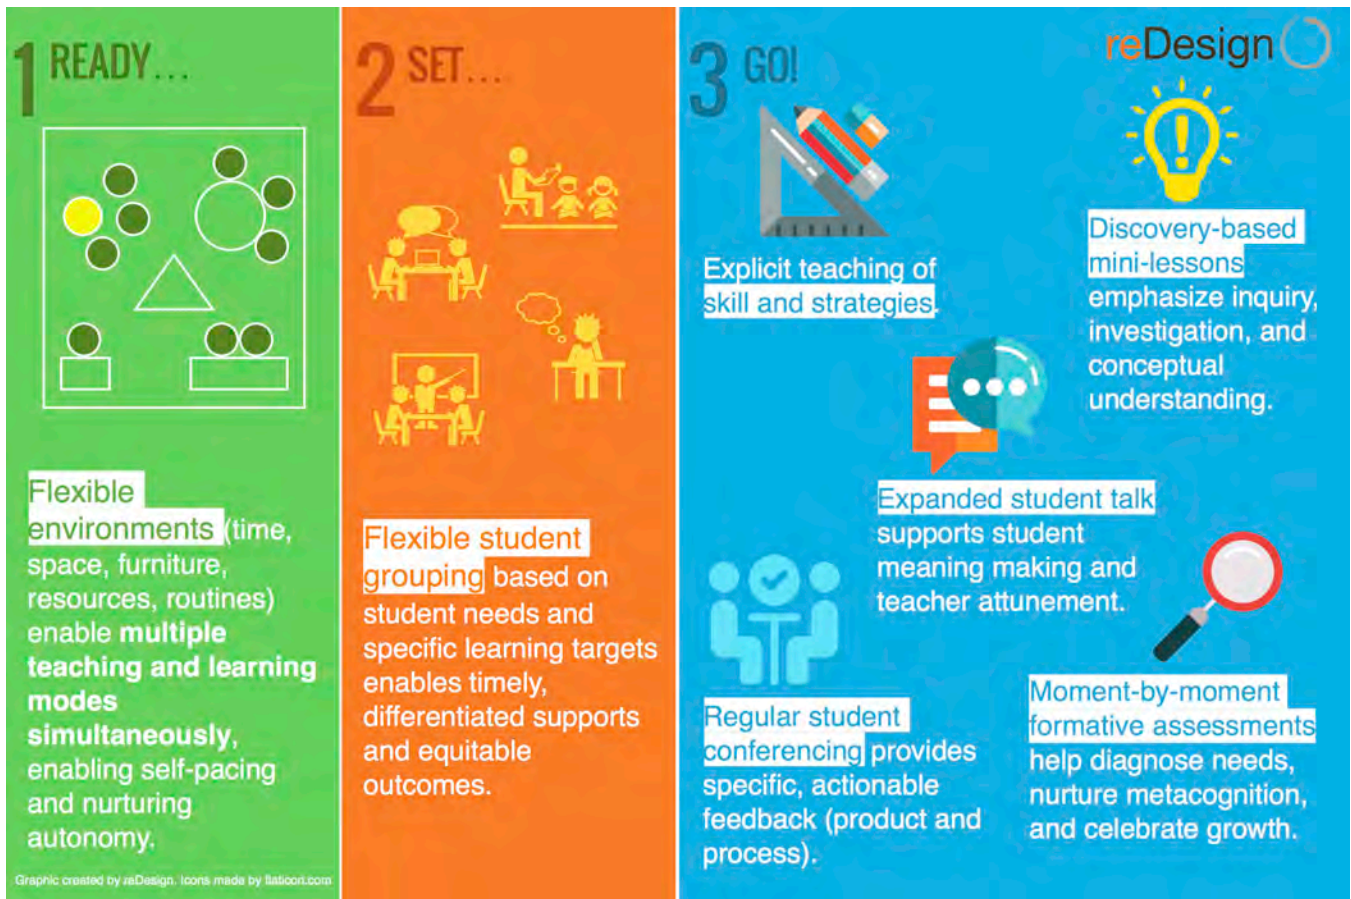 1 READY...
Flexible
environments (time,
space, furniture,
resources, routines)
enable multiple
teaching and learning
modes
simultaneously,
enabling self-pacing
and nurturing
autonomy.
Graphic created by reDesign. Icons made by flaticon.com
2 SET...
Flexible student
grouping based on
student needs and
specific learning targets
enables timely,
differentiated supports
and equitable
outcomes.
3 GO!
reDesign
Explicit teaching of
skill and strategies.
Discovery-based
mini-lessons
emphasize inquiry,
investigation, and
conceptual
understanding.
Expanded student talk
supports student
meaning making and
teacher attunement.
Regular student
conferencing provides
specific, actionable
feedback (product and
process).
Moment-by-moment
formative assessments
help diagnose needs,
nurture metacognition,
and celebrate growth.